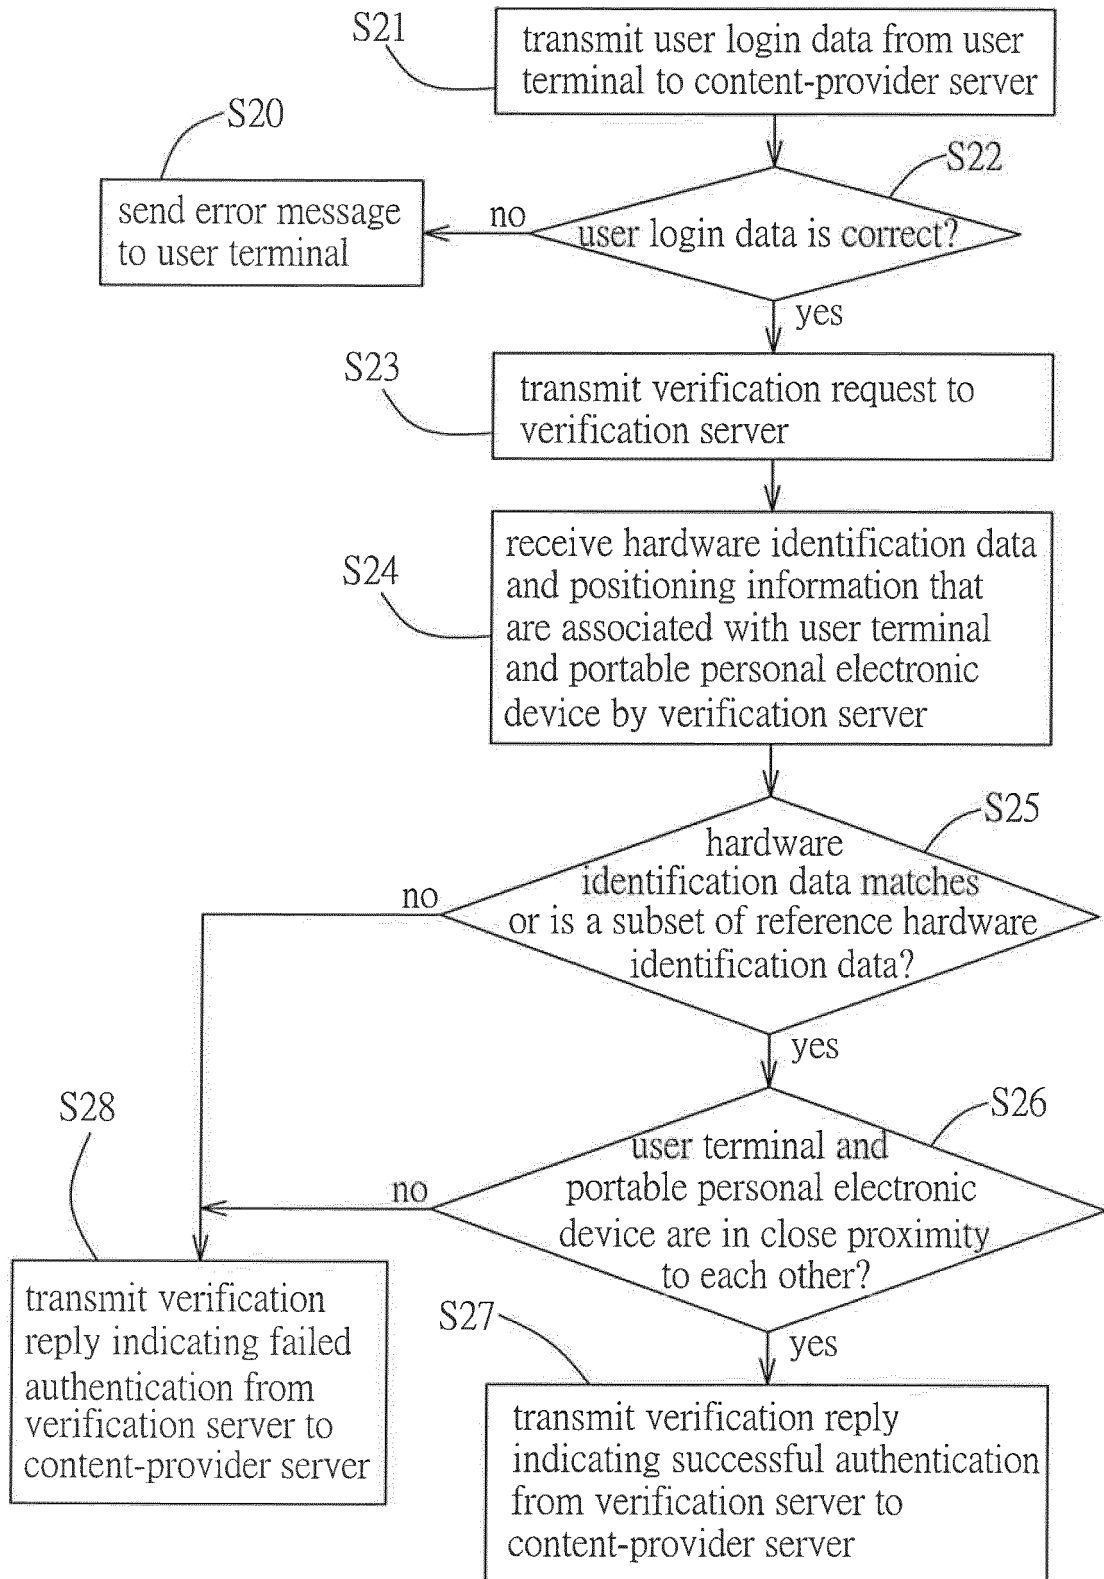 S21
transmit user login data from user
terminal to content-provider server
S20
send error message
to user terminal
S22
no
user login data is correct?
yes
S23
transmit verification request to
verification server
S24
receive hardware identification data
and positioning information that
are associated with user terminal
and portable personal electronic
device by verification server
S25
hardware
identification data matches
or is a subset of reference hardware
identification data?
no
yes
S28
S26
user terminal and
portable personal electronic
device are in close proximity
to each other?
no
transmit verification
reply indicating failed
authentication from
verification server to
content-provider server
S27
yes
transmit verification reply
indicating successful authentication
from verification server to
content-provider server